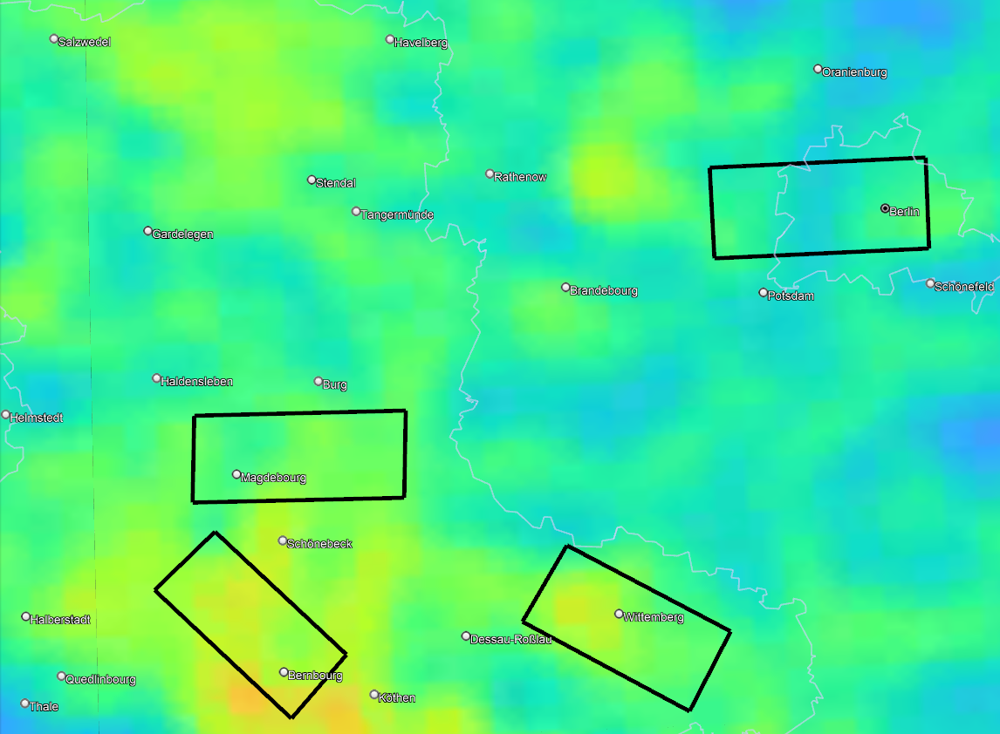 Salzwedel
Havelberg
Oranienburg
Rathenow
Stendal
Berlin
Tangermünde
Gardelegen
Schönefeld
Brandebourg
Potsdam
Haldensleben
Burg
Helmstedt
Magdebourg
Schönebeck
Halberstadt
Wittemberg
Dessau-Roßlau
Bernbourg
Quedlinbourg
Köthen
Thale